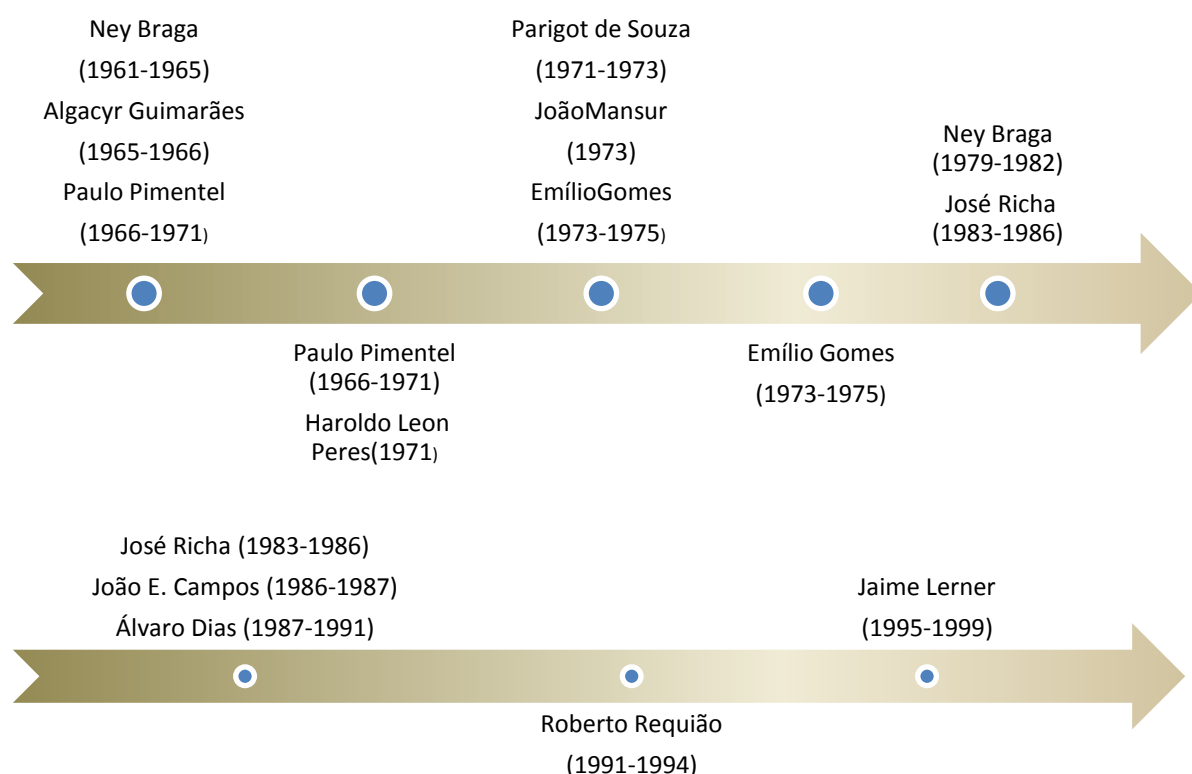 Ney Braga
(1961-1965)
Algacyr Guimarães
(1965-1966)
Paulo Pimentel
(1966-1971)
Parigot de Souza
(1971-1973)
JoãoMansur
(1973)
EmílioGomes
(1973-1975)
Ney Braga
(1979-1982)
José Richa
(1983-1986)
Paulo Pimentel
(1966-1971)
Haroldo Leon
Peres(1971)
Emílio Gomes
(1973-1975)
José Richa (1983-1986)
João E. Campos (1986-1987)
Álvaro Dias (1987-1991)
Jaime Lerner
(1995-1999)
Roberto Requião
(1991-1994)